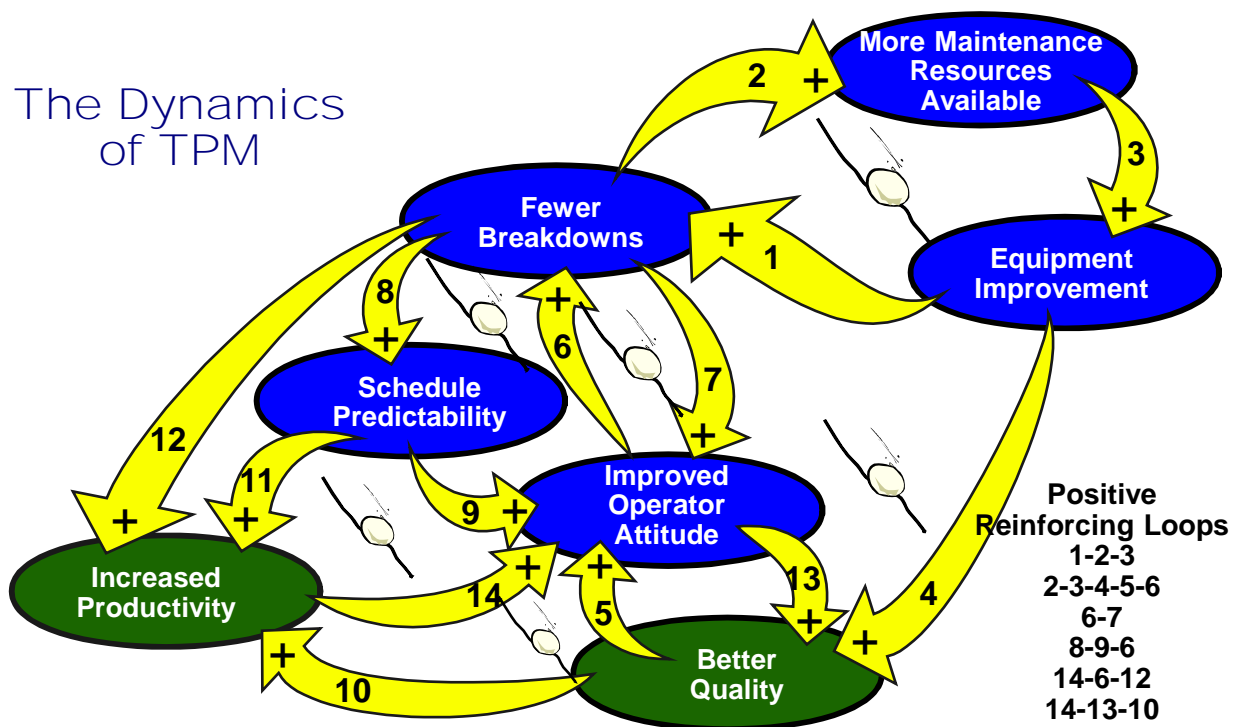 The Dynamics
of TPM
More Maintenance
Resources
Available
2
+
3
+
Fewer
Breakdowns
+
1
Equipment
Improvement
8
+
+
6
7
+
Schedule
Predictability
12
+
11
+
9
+
Improved
Operator
Attitude
Increased
Productivity
14
+
+
5
13
+
4
+
Better
Quality
+
10
Positive
Reinforcing Loops
1-2-3
2-3-4-5-6
6-7
8-9-6
14-6-12
14-13-10